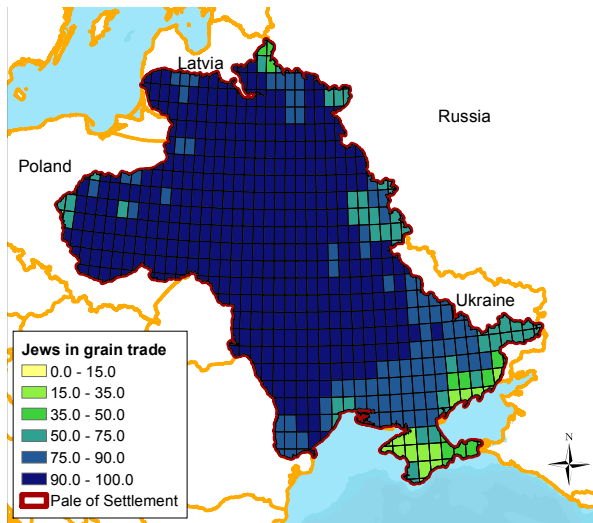 Latvia
Russia
Poland
Ukraine
Jews in grain trade
0.0 - 15.0
15.0 - 35.0
35.0 - 50.0
50.0 - 75.0
75.0 - 90.0
90.0 - 100.0
Pale of Settlement
N